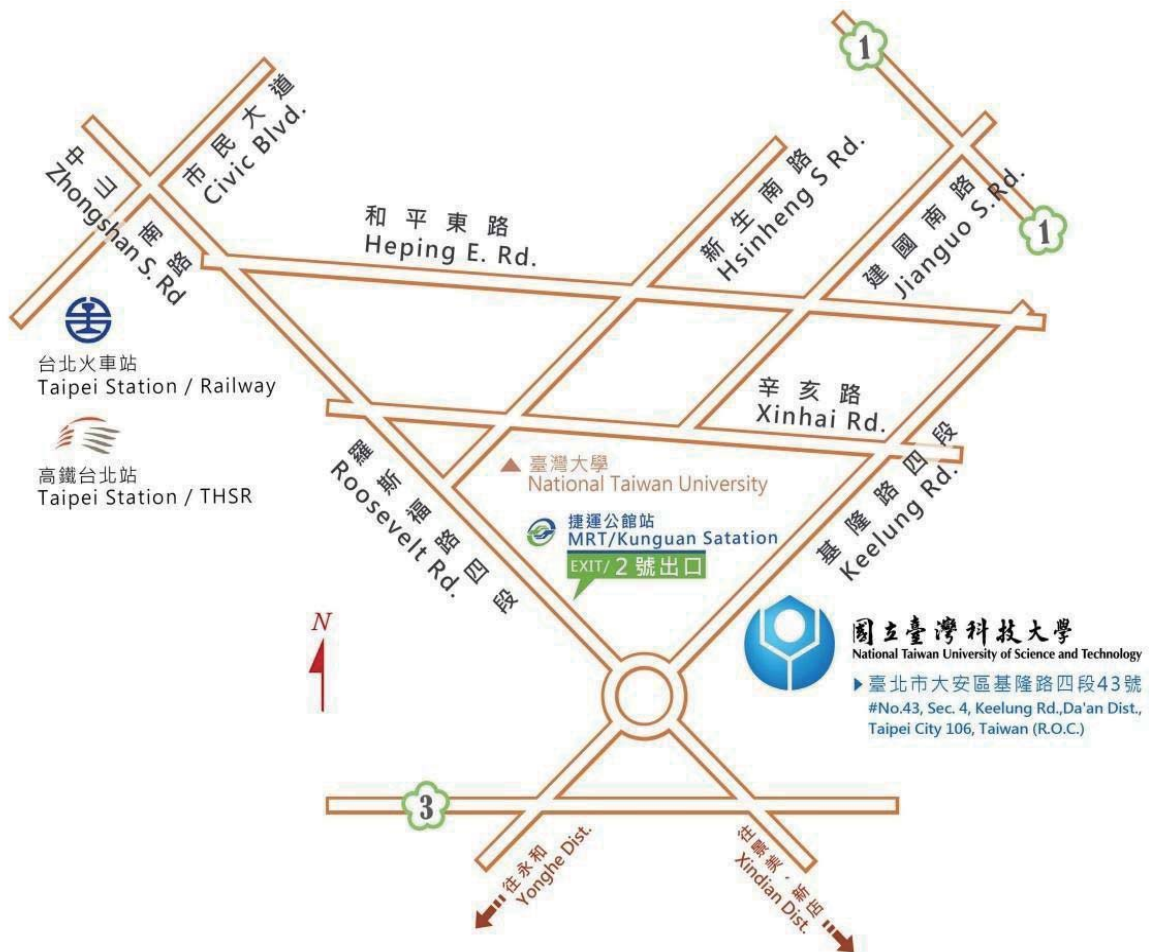 1
中山南路
Zhongshan S. Rd
市民大道
Civic Blvd.
和平東路
Heping E. Rd.
新生南路
Hsinheng S Rd.
建國南路
Jianguo S.Rd.
1
台北火車站
Taipei Station / Railway
高鐵台北站
Taipei Station / THSR
辛亥路
Xinhai Rd.
羅斯福路四段
Roosevelt Rd.
臺灣大學
National Taiwan University
捷運公館站
MRT/Kunguan Satation
EXIT/ 2 號出口
基隆路四段
Keelung Rd.
N
國立臺灣科技大學
National Taiwan University of Science and Technology
臺北市大安區基隆路四段43號
#No.43, Sec. 4, Keelung Rd.,Da'an Dist.,
Taipei City 106, Taiwan (R.O.C.)
3
往永和
Yonghe Dist.
往景美．新店
Xindian Dist.